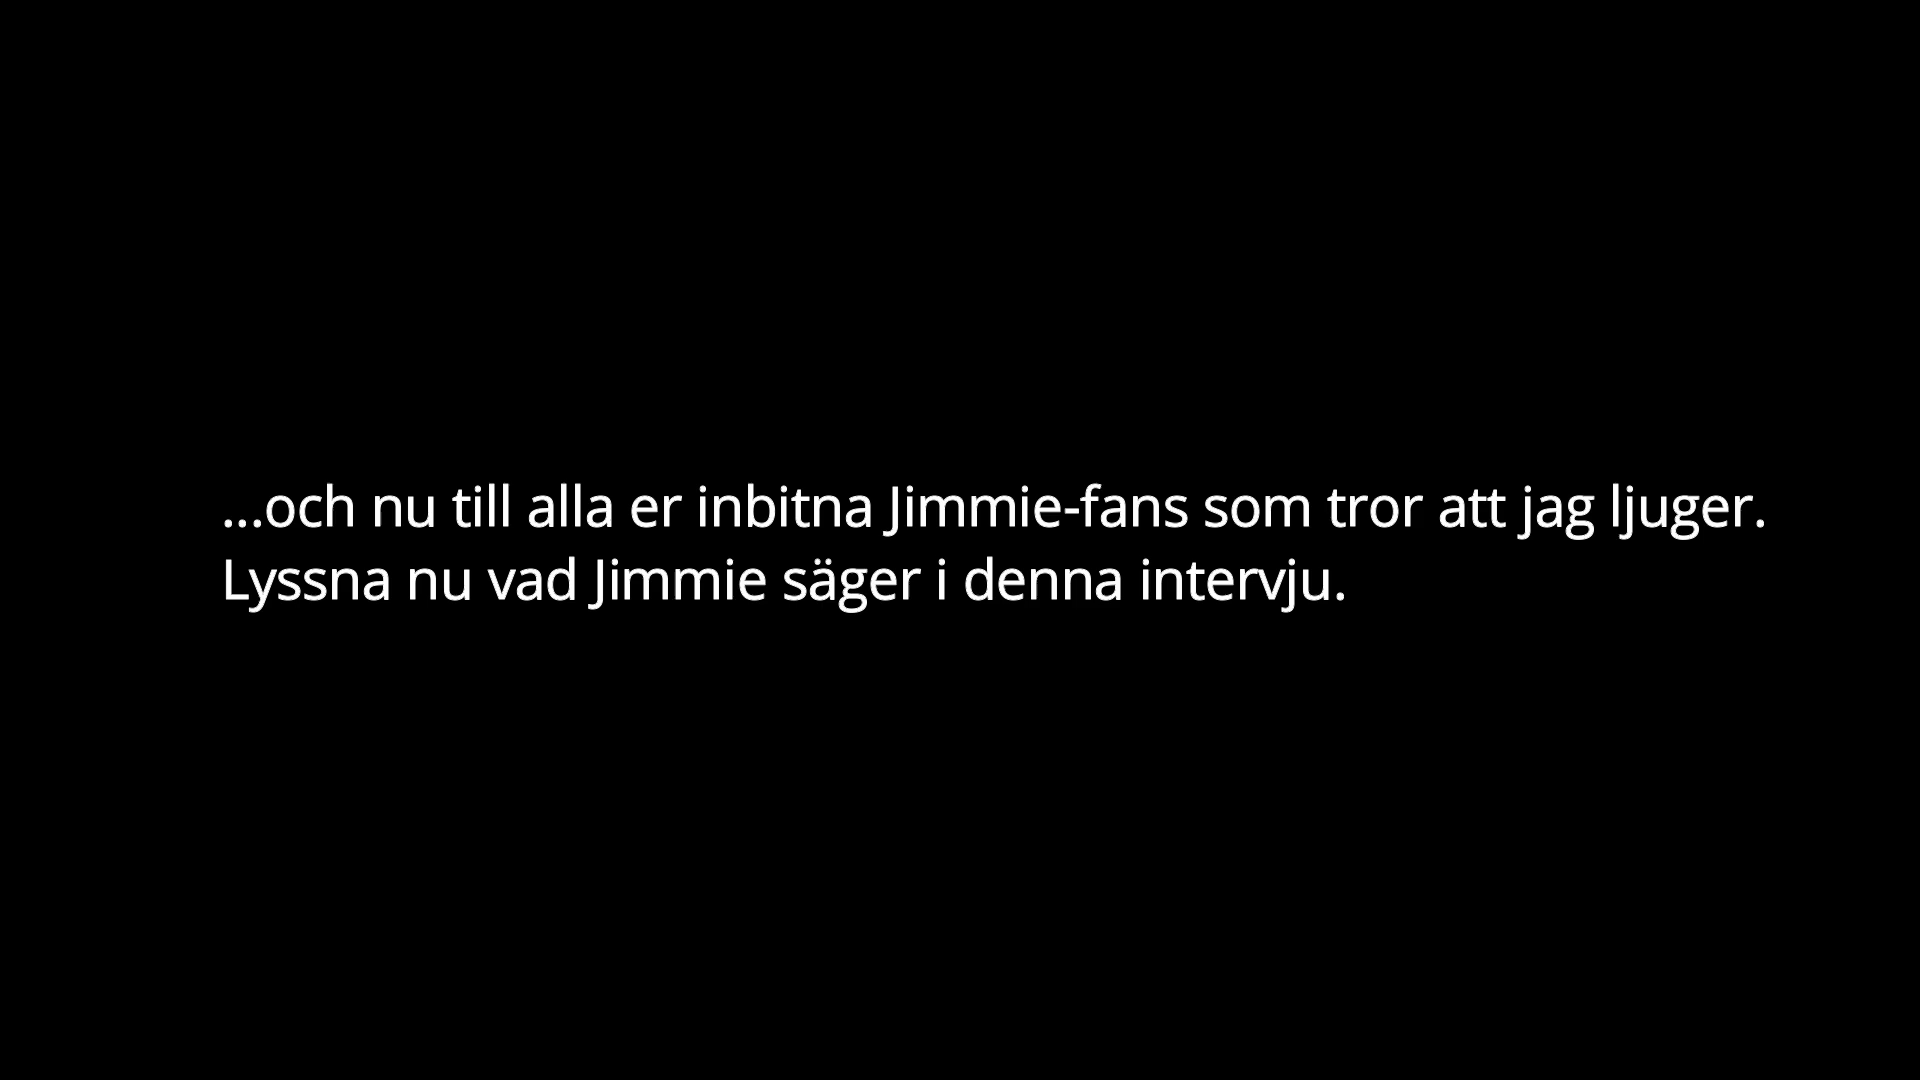 ...och nu till alla er inbitna Jimmie-fans som tror att jag ljuger.
Lyssna nu vad Jimmie säger i denna intervju.